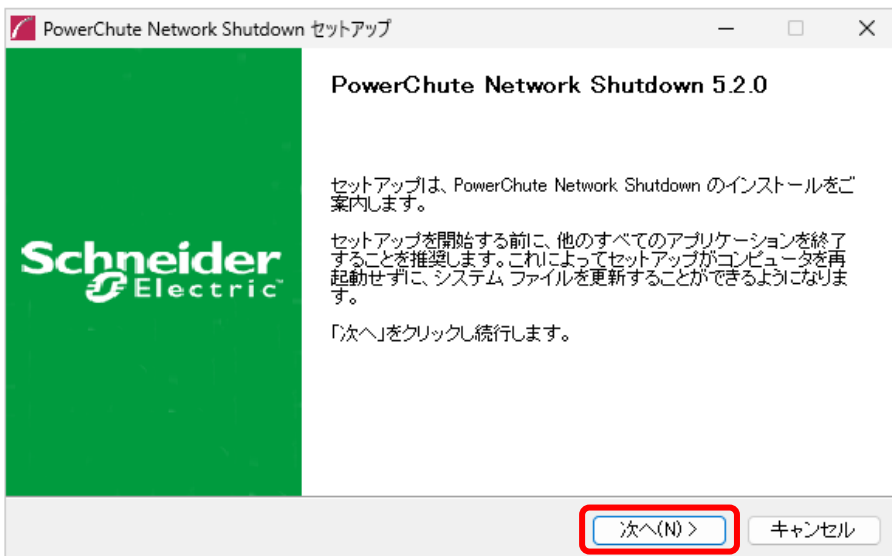 PowerChute Network Shutdown セットアップ
PowerChute Network Shutdown 5.2.0
セットアップは、PowerChute Network Shutdown のインストールをご
案内します。
セットアップを開始する前に、他のすべてのアプリケーションを終了
することを推奨します。これによってセットアップがコンピュータを再
起動せずに、システム ファイルを更新することができるようになりま
す。
「次へ」をクリックし続行します。
Schneider
Electric
次へ(N) >
キャンセル